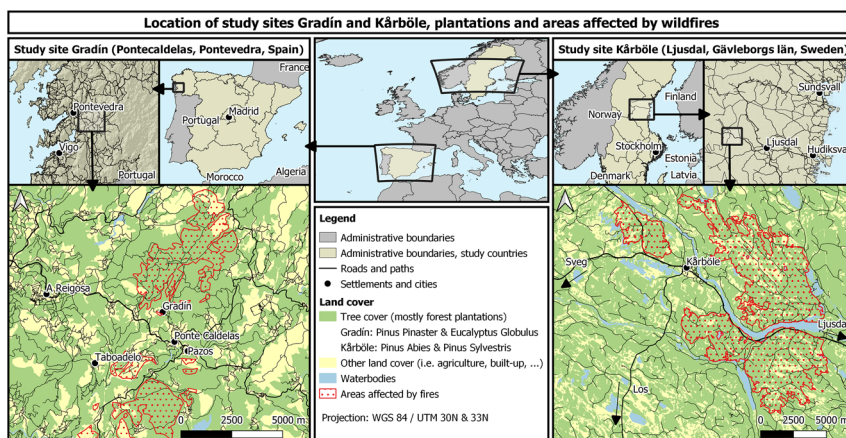 Location of study sites Gradín and Kårböle, plantations and areas affected by wildfires
Study site Gradín (Pontecaldelas, Pontevedra, Spain)
Pontevedra
Vigo
Portugal
France
Madrid
Portugal
Morocco
Algeria
A Reigosa
Gradín
Ponte Caldelas
Pazos
Taboadelo
0 2500 5000 m
Legend
Administrative boundaries
Administrative boundaries, study countries
Roads and paths
Settlements and cities
Land cover
Tree cover (mostly forest plantations)
Gradín: Pinus Pinaster & Eucalyptus Globulus
Kårböle: Pinus Abies & Pinus Sylvestris
Other land cover (i.e. agriculture, built-up, ...)
Waterbodies
Areas affected by fires
Projection: WGS 84 / UTM 30N & 33N
Study site Kårböle (Ljusdal, Gävleborgs län, Sweden)
Norway
Finland
Stockholm
Estonia
Denmark
Latvia
Sundsvall
Ljusdal
Hudiksva
Sveg
Kårböle
Ljusdal
Los
0 2500 5000 m